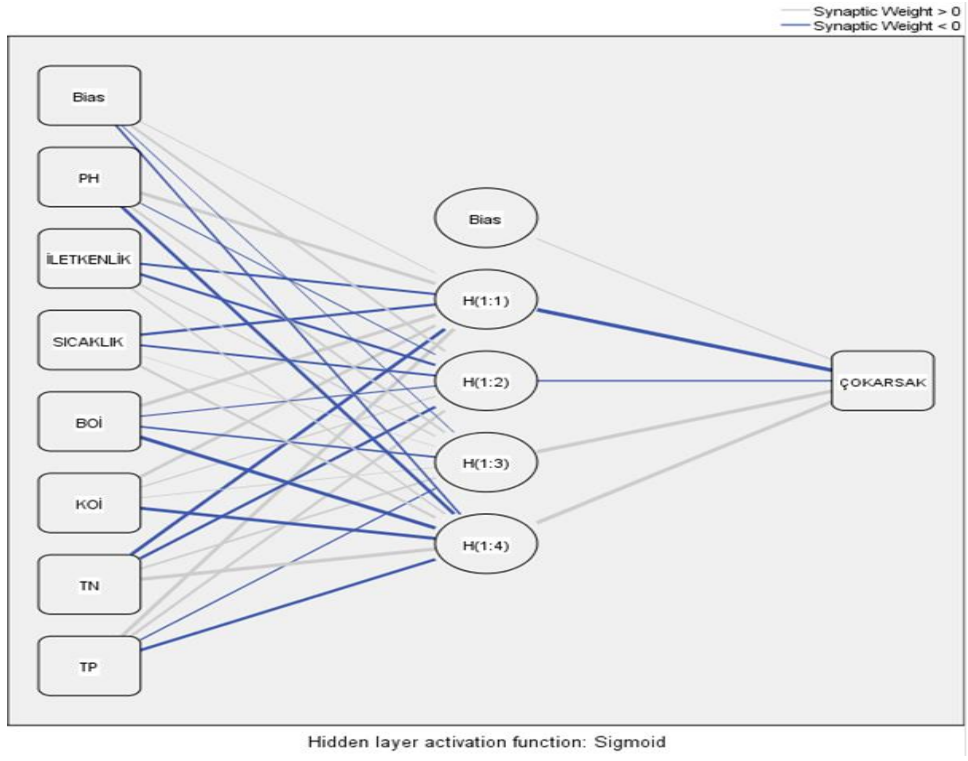 Synaptic Weight > 0
Synaptic Weight < 0
Bias
PH
İLETKENLİK
SICAKLIK
BOİ
KOİ
TN
TP
Bias
H(1:1)
H(1:2)
H(1:3)
H(1:4)
ÇOKARSAK
Hidden layer activation function: Sigmoid